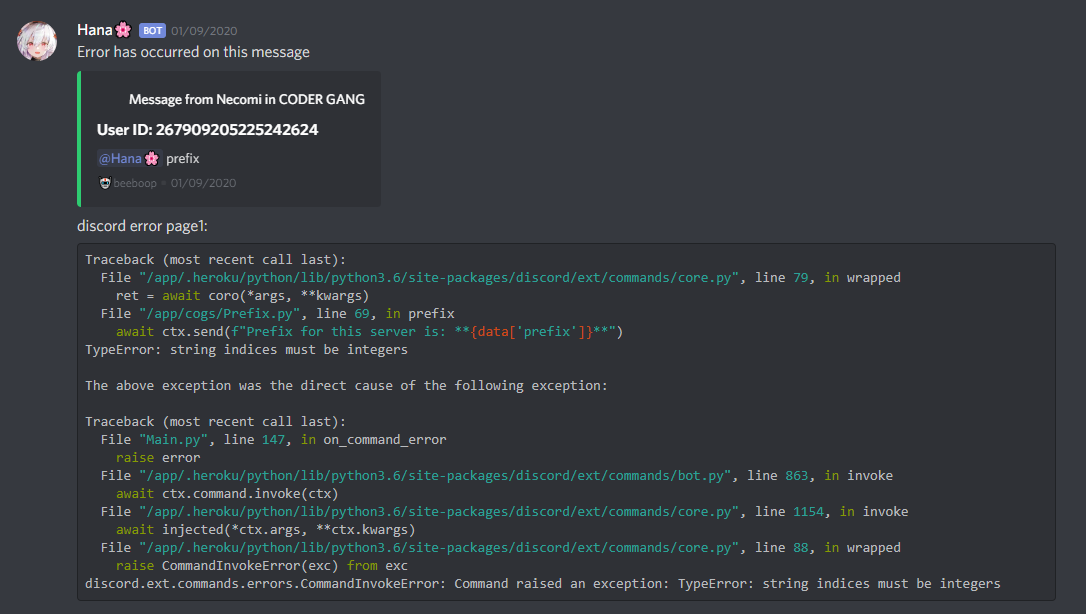 Hana🌸 BOT 01/09/2020
Error has occurred on this message
Message from Necomi in CODER GANG
User ID: 267909205225242624
@Hana🌸 prefix
beeboop • 01/09/2020
discord error page1:
Traceback (most recent call last):
  File "/app/.heroku/python/lib/python3.6/site-packages/discord/ext/commands/core.py", line 79, in wrapped
    ret = await coro(*args, **kwargs)
  File "/app/cogs/Prefix.py", line 69, in prefix
    await ctx.send(f"Prefix for this server is: **{data['prefix']}**")
TypeError: string indices must be integers

The above exception was the direct cause of the following exception:

Traceback (most recent call last):
  File "Main.py", line 147, in on_command_error
    raise error
  File "/app/.heroku/python/lib/python3.6/site-packages/discord/ext/commands/bot.py", line 863, in invoke
    await ctx.command.invoke(ctx)
  File "/app/.heroku/python/lib/python3.6/site-packages/discord/ext/commands/core.py", line 1154, in invoke
    await injected(*ctx.args, **ctx.kwargs)
  File "/app/.heroku/python/lib/python3.6/site-packages/discord/ext/commands/core.py", line 88, in wrapped
    raise CommandInvokeError(exc) from exc
discord.ext.commands.errors.CommandInvokeError: Command raised an exception: TypeError: string indices must be integers